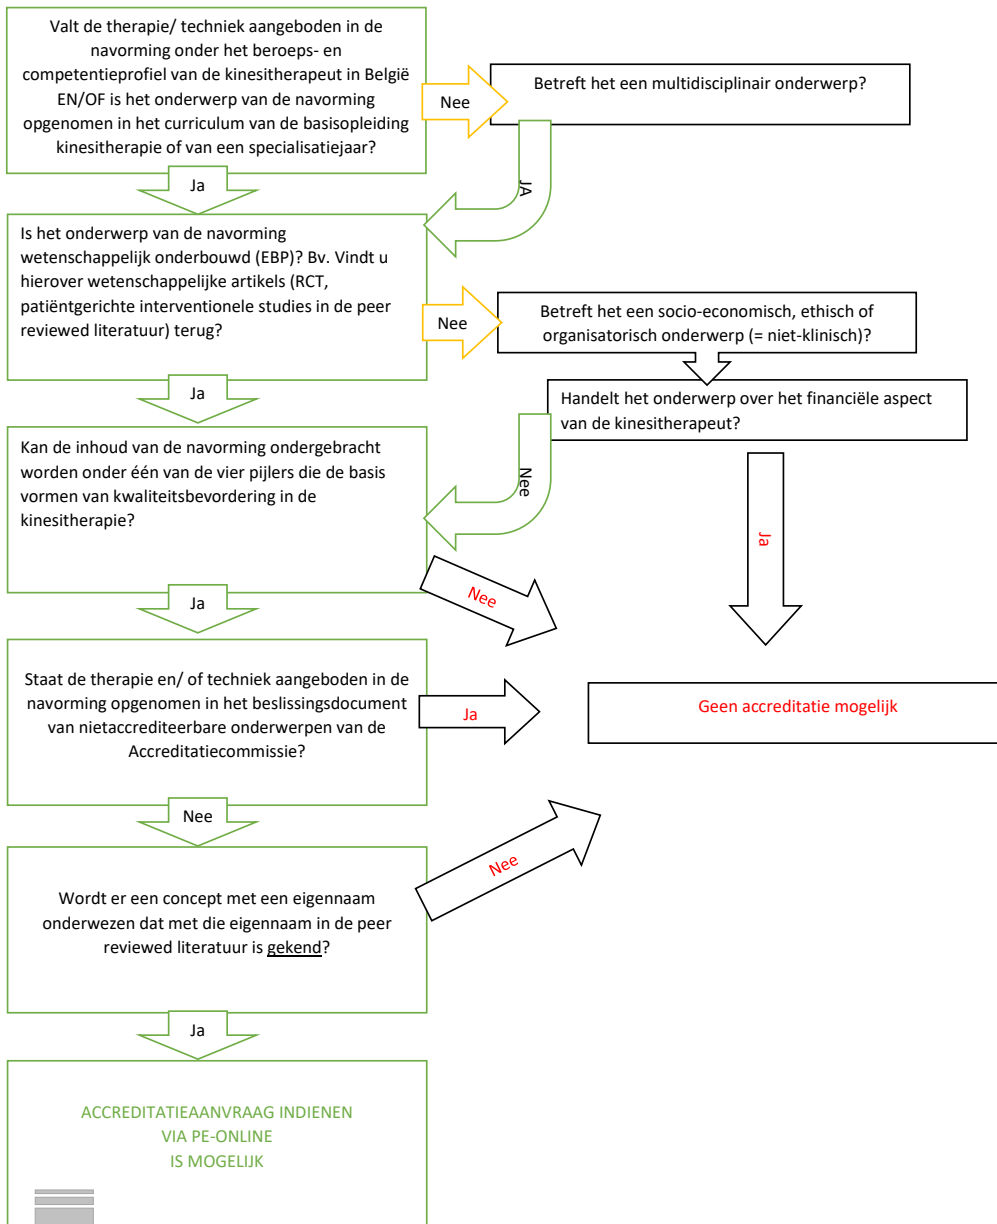 Valt de therapie/ techniek aangeboden in de
navorming onder het beroeps- en
competentieprofiel van de kinesitherapeut in België
EN/OF is het onderwerp van de navorming
opgenomen in het curriculum van de basisopleiding
kinesitherapie of van een specialisatiejaar?
Nee
Betreft het een multidisciplinair onderwerp?
Ja
JA
Is het onderwerp van de navorming
wetenschappelijk onderbouwd (EBP)? Bv. Vindt u
hierover wetenschappelijke artikels (RCT,
patiëntgerichte interventionele studies in de peer
reviewed literatuur) terug?
Nee
Betreft het een socio-economisch, ethisch of
organisatorisch onderwerp (= niet-klinisch)?
Ja
Handelt het onderwerp over het financiële aspect
van de kinesitherapeut?
Nee
Ja
Kan de inhoud van de navorming ondergebracht
worden onder één van de vier pijlers die de basis
vormen van kwaliteitsbevordering in de
kinesitherapie?
Nee
Ja
Staat de therapie en/ of techniek aangeboden in de
navorming opgenomen in het beslissingsdocument
van nietaccrediteerbare onderwerpen van de
Accreditatiecommissie?
Ja
Geen accreditatie mogelijk
Nee
Wordt er een concept met een eigennaam
onderwezen dat met die eigennaam in de peer
reviewed literatuur is gekend?
Nee
Ja
ACCREDITATIEAANVRAAG INDIENEN
VIA PE-ONLINE
IS MOGELIJK